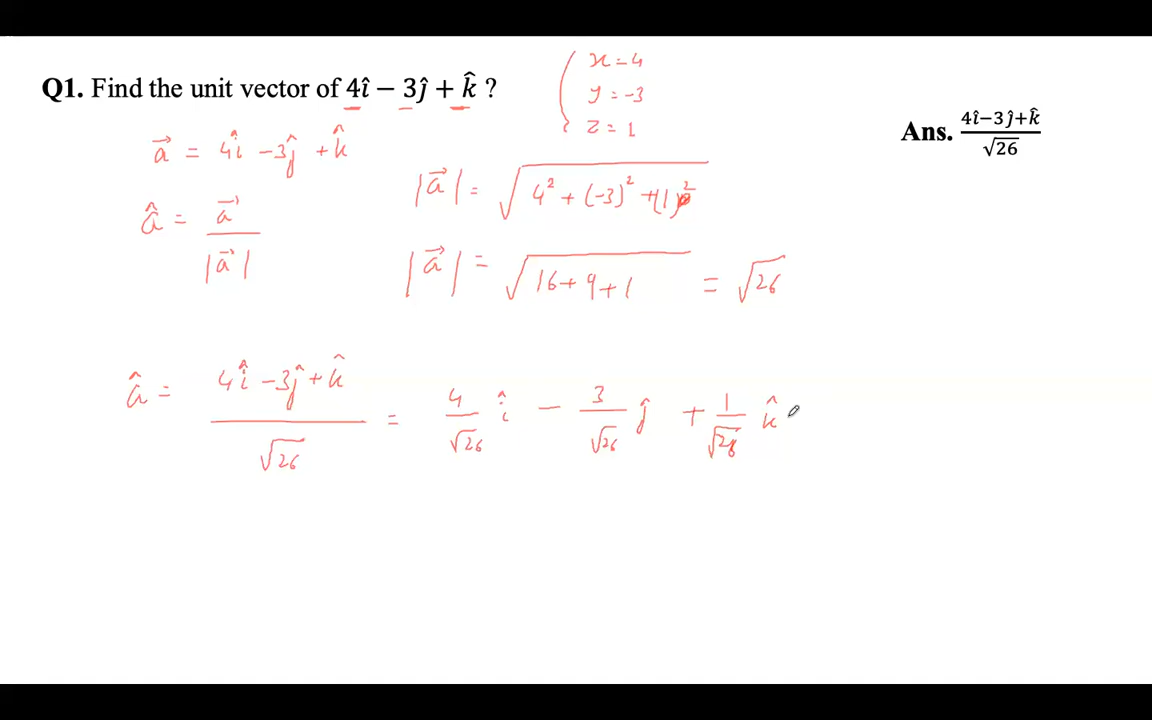 Q1. Find the unit vector of 4î − 3ĵ + k̂ ?
x = 4
y = -3
z = 1
Ans. (4î−3ĵ+k̂)/√26
a⃗ = 4î -3ĵ +k̂
|a⃗| = √(4² + (-3)² + (1)²)
â = a⃗/|a⃗|
|a⃗| = √(16+9+1) = √26
â = (4î -3ĵ + k̂)/√26 = 4/√26 î − 3/√26 ĵ + 1/√26 k̂